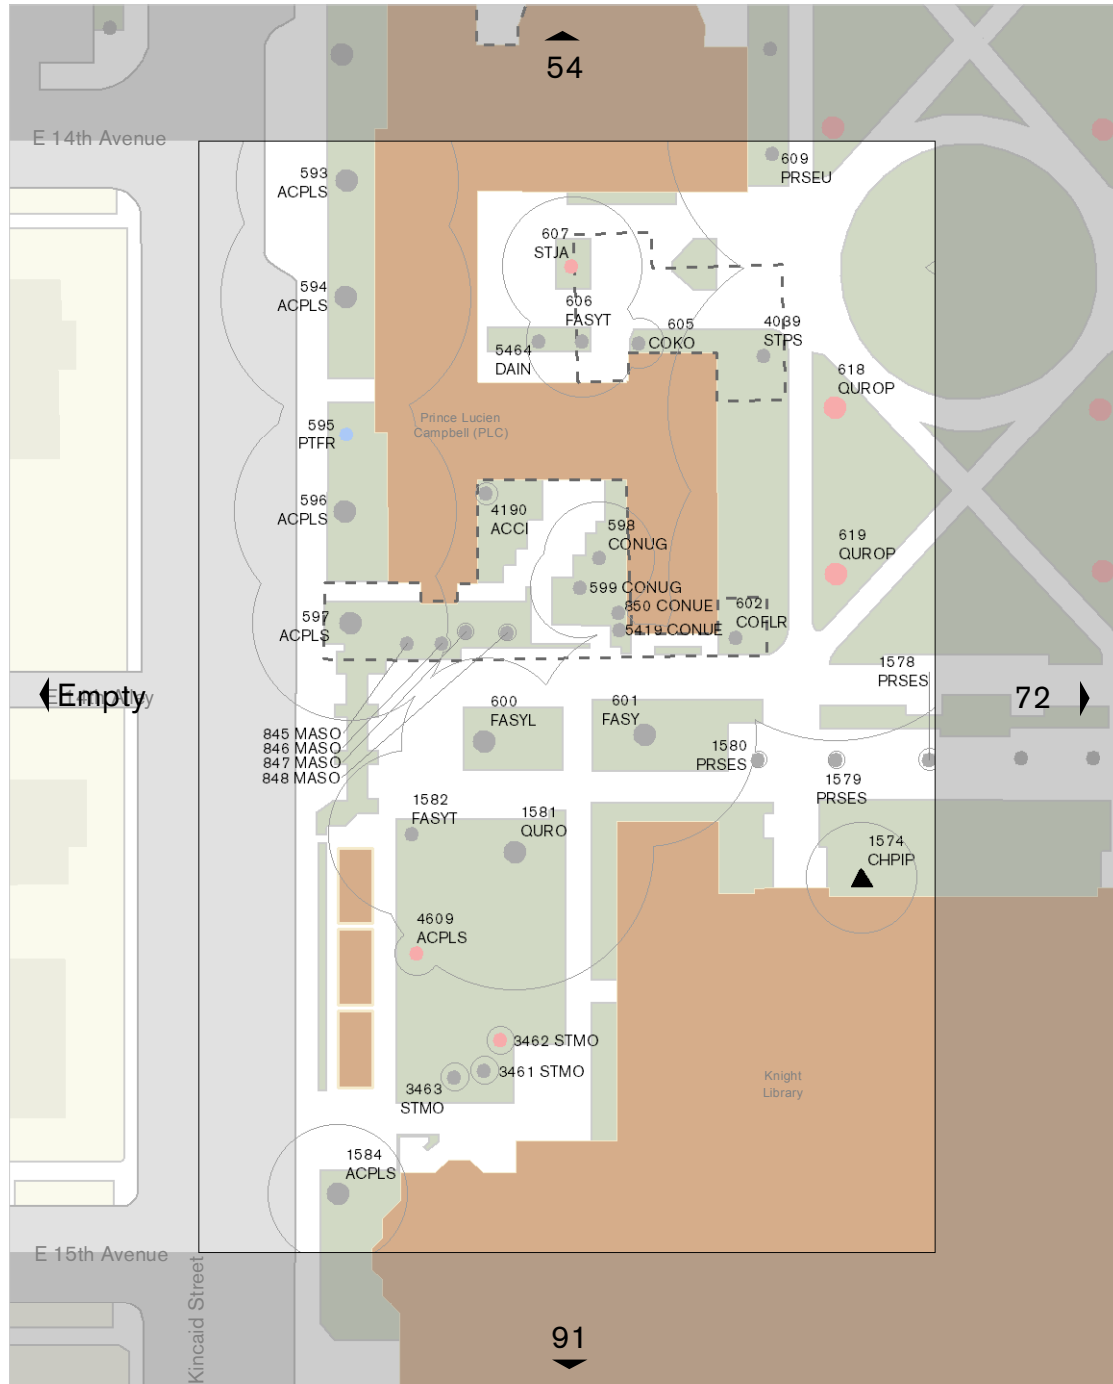 54
E 14th Avenue
609
PRSEU
593
ACPLS
607
STJA
594
ACPLS
606
FASYT
605
COKO
4039
STPS
5464
DAIN
618
QUROP
Prince Lucien
Campbell (PLC)
595
PTFR
596
ACPLS
4190
ACCI
598
CONUG
619
QUROP
599 CONUG
850 CONUE
602
COFLR
5419 CONUE
597
ACPLS
1578
PRSES
Empty
E 14th Alley
72
600
FASYL
601
FASY
845 MASO
846 MASO
847 MASO
848 MASO
1580
PRSES
1579
PRSES
1582
FASYT
1581
QURO
1574
CHPIP
4609
ACPLS
3462 STMO
3461 STMO
3463
STMO
Knight
Library
1584
ACPLS
E 15th Avenue
Kincaid Street
91